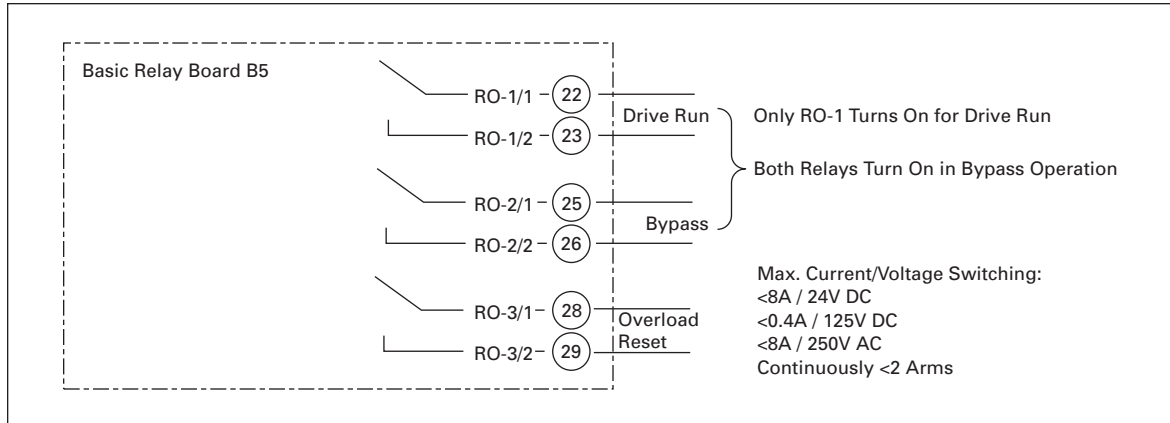 Basic Relay Board B5
RO-1/1
22
RO-1/2
23
Drive Run
Only RO-1 Turns On for Drive Run
Both Relays Turn On in Bypass Operation
RO-2/1
25
Bypass
RO-2/2
26
RO-3/1
28
Overload
Reset
RO-3/2
29
Max. Current/Voltage Switching:
<8A / 24V DC
<0.4A / 125V DC
<8A / 250V AC
Continuously <2 Arms